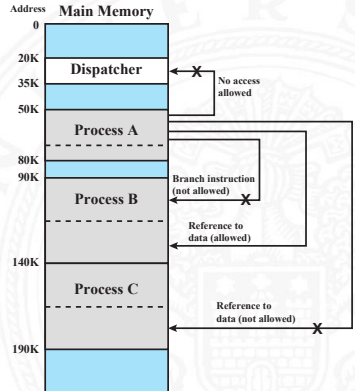 Address
Main Memory
0
20K
Dispatcher
X
35K
No access
allowed
50K
Process A
80K
90K
Branch instruction
(not allowed)
Process B
X
Reference to
data (allowed)
140K
Process C
Reference to
data (not allowed)
X
190K